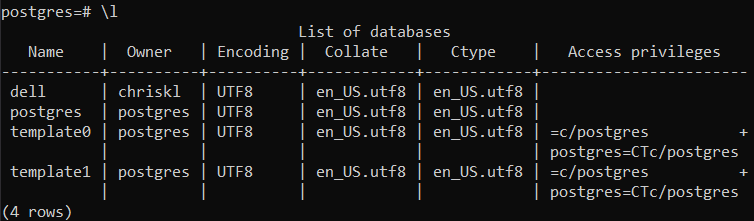 postgres=# \l
                                 List of databases
   Name    |  Owner   | Encoding |  Collate   |   Ctype    |   Access privileges
-----------+----------+----------+------------+------------+-----------------------
 dell      | chriskl  | UTF8     | en_US.utf8 | en_US.utf8 |
 postgres  | postgres | UTF8     | en_US.utf8 | en_US.utf8 |
 template0 | postgres | UTF8     | en_US.utf8 | en_US.utf8 | =c/postgres          +
           |          |          |            |            | postgres=CTc/postgres
 template1 | postgres | UTF8     | en_US.utf8 | en_US.utf8 | =c/postgres          +
           |          |          |            |            | postgres=CTc/postgres
(4 rows)